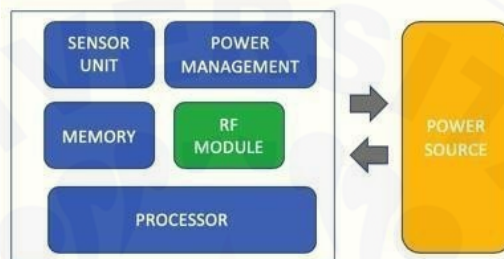 SENSOR
UNIT
POWER
MANAGEMENT
MEMORY
RF
MODULE
PROCESSOR
POWER
SOURCE